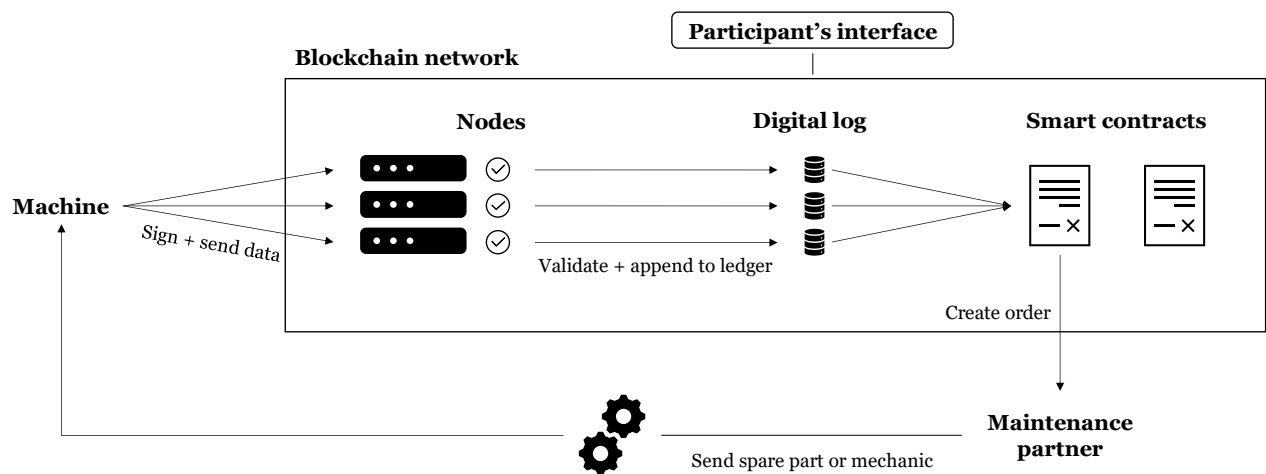 Participant’s interface
Blockchain network
Nodes
Digital log
Smart contracts
Machine
Sign + send data
Validate + append to ledger
Create order
Maintenance
partner
Send spare part or mechanic